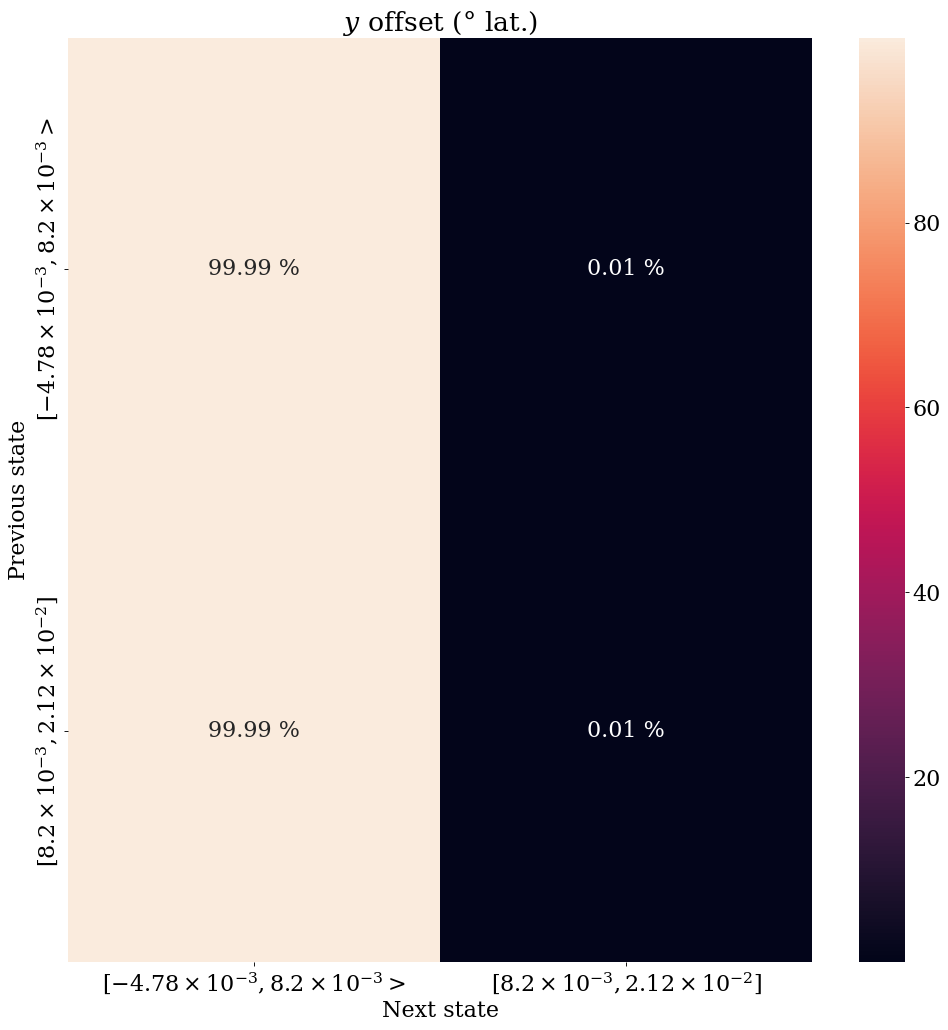 y offset (° lat.)
Previous state
[−4.78 × 10⁻³, 8.2 × 10⁻³ >
[8.2 × 10⁻³, 2.12 × 10⁻²]
99.99 %
0.01 %
99.99 %
0.01 %
[−4.78 × 10⁻³, 8.2 × 10⁻³ >
[8.2 × 10⁻³, 2.12 × 10⁻²]
Next state
80
60
40
20